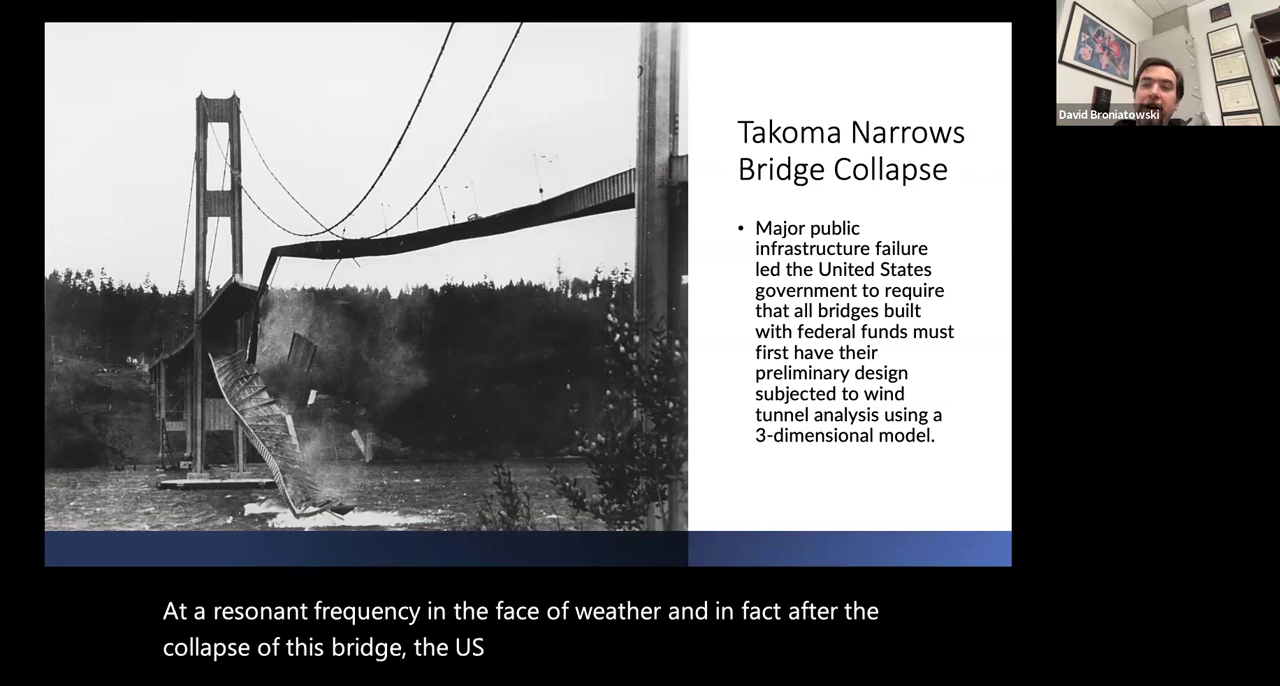 Takoma Narrows
Bridge Collapse
• Major public
infrastructure failure
led the United States
government to require
that all bridges built
with federal funds must
first have their
preliminary design
subjected to wind
tunnel analysis using a
3-dimensional model.
David Broniatowski
At a resonant frequency in the face of weather and in fact after the
collapse of this bridge, the US